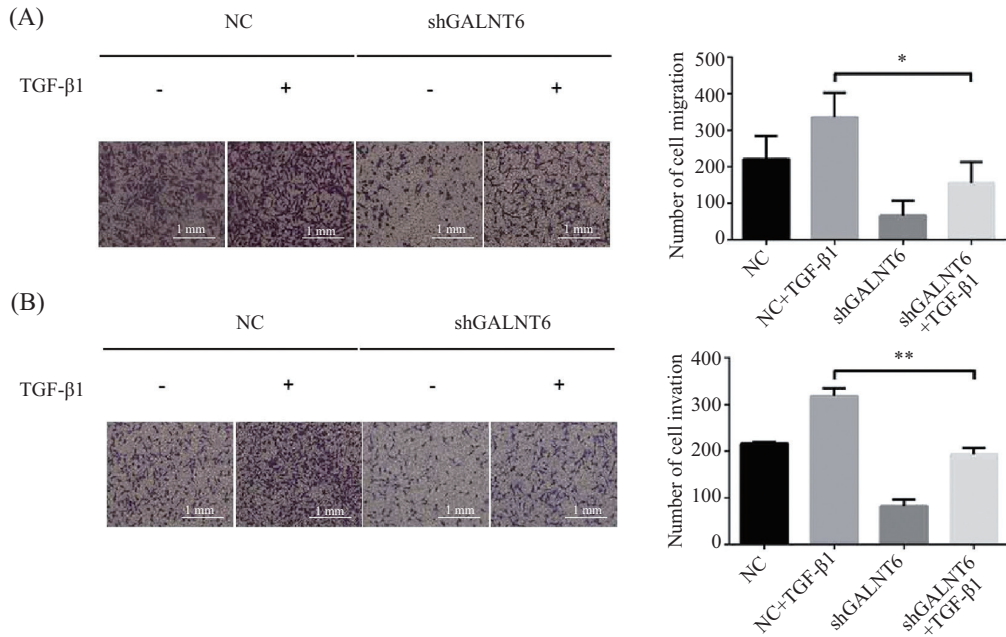 (A)
NC shGALNT6
TGF-β1 - + - +
1 mm 1 mm 1 mm 1 mm
Number of cell migration
500
400
300
200
100
0
*
NC
NC+TGF-β1
shGALNT6
shGALNT6
+TGF-β1
(B)
NC shGALNT6
TGF-β1 - + - +
1 mm 1 mm 1 mm 1 mm
Number of cell invation
400
300
200
100
0
**
NC
NC+TGF-β1
shGALNT6
shGALNT6
+TGF-β1